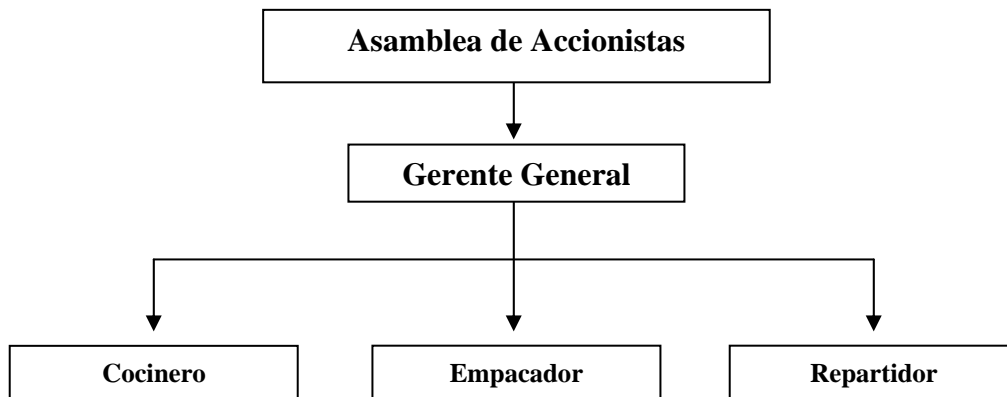 Asamblea de Accionistas
Gerente General
Cocinero
Empacador
Repartidor